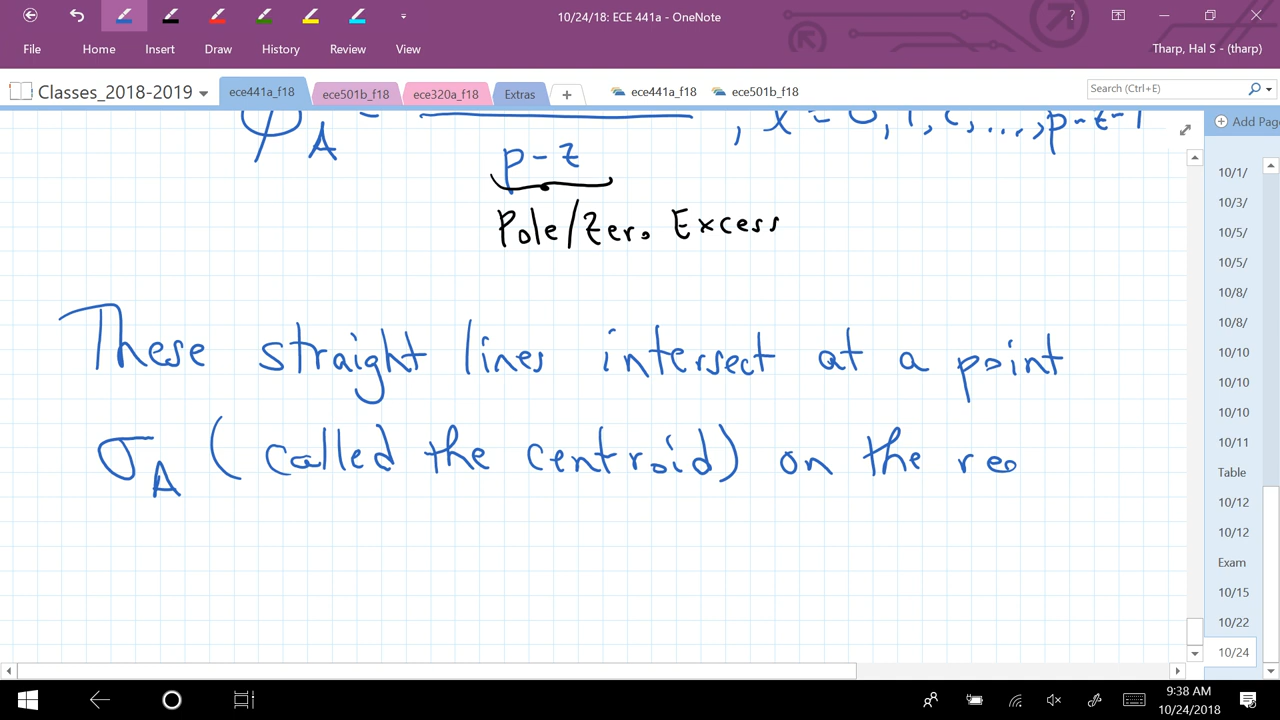 10/24/18: ECE 441a - OneNote
?
File Home Insert Draw History Review View
Tharp, Hal S - (tharp)
Classes_2018-2019 ece441a_f18 ece501b_f18 ece320a_f18 Extras + ece441a_f18 ece501b_f18
Search (Ctrl+E)
Add Page
φA =
p-z
Pole/Zero Excess
These straight lines intersect at a point
σA (called the centroid) on the rea
10/1/
10/3/
10/5/
10/5/
10/8/
10/8/
10/10
10/10
10/10
10/11
Table
10/12
10/12
Exam
10/15
10/22
10/24
9:38 AM
10/24/2018